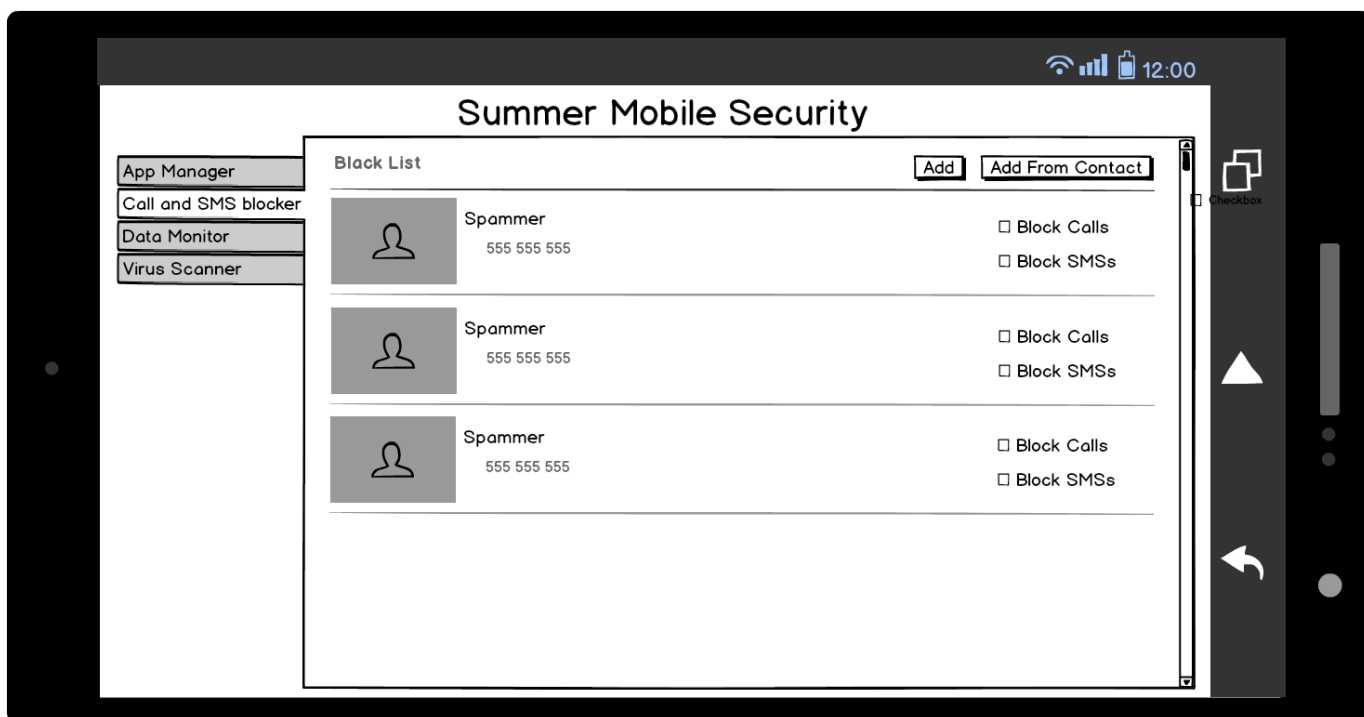 12:00
Summer Mobile Security
App Manager
Call and SMS blocker
Data Monitor
Virus Scanner
Black List
Add
Add From Contact
Checkbox
Spammer
555 555 555
Block Calls
Block SMSs
Spammer
555 555 555
Block Calls
Block SMSs
Spammer
555 555 555
Block Calls
Block SMSs